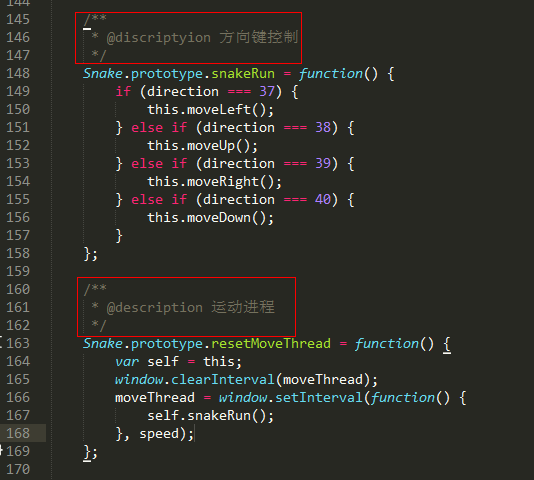 144
145 /**
146  * @discriptyion 方向键控制
147  */
148 Snake.prototype.snakeRun = function() {
149     if (direction === 37) {
150         this.moveLeft();
151     } else if (direction === 38) {
152         this.moveUp();
153     } else if (direction === 39) {
154         this.moveRight();
155     } else if (direction === 40) {
156         this.moveDown();
157     }
158 };
159
160 /**
161  * @description 运动进程
162  */
163 Snake.prototype.resetMoveThread = function() {
164     var self = this;
165     window.clearInterval(moveThread);
166     moveThread = window.setInterval(function() {
167         self.snakeRun();
168     }, speed);
169 };
170